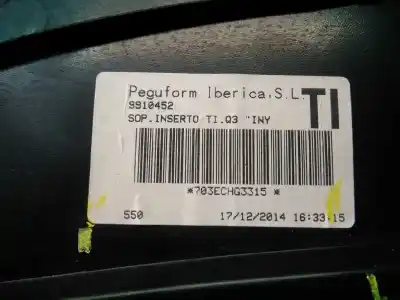 Peguform Iberica,S.L.
TI
9910452
SOP.INSERTO TI.Q3 "INY
*703ECHG3315 *
550 17/12/2014 16:33:15